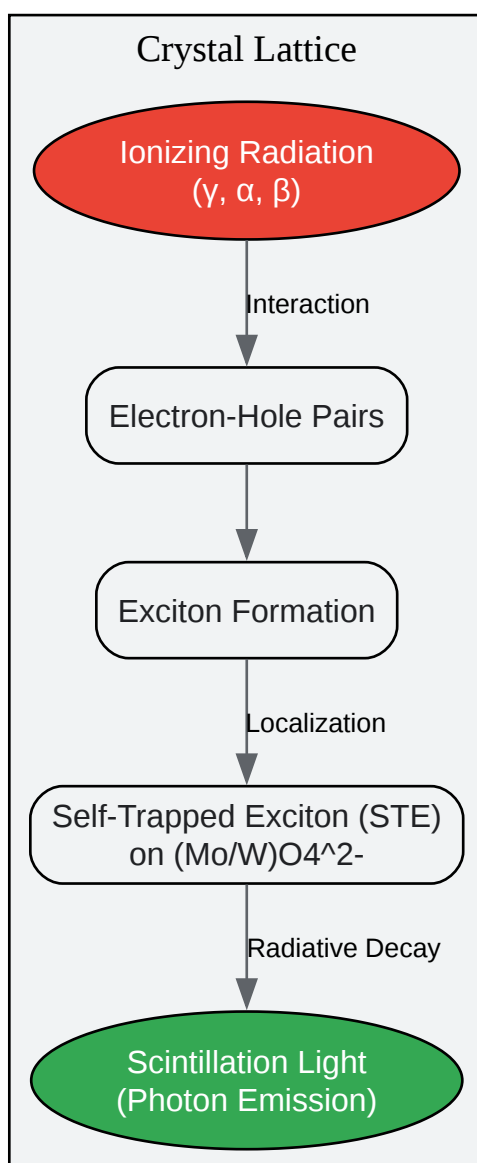 Crystal Lattice
Ionizing Radiation
(γ, α, β)
Interaction
Electron-Hole Pairs
Exciton Formation
Localization
Self-Trapped Exciton (STE)
on (Mo/W)O4^2-
Radiative Decay
Scintillation Light
(Photon Emission)